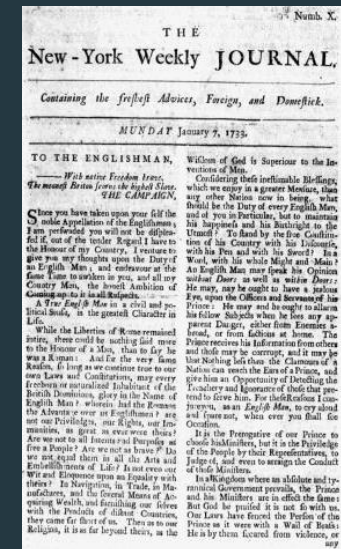 Numb. X.
THE
New-York Weekly JOURNAL.
Containing the freshest Advices, Foreign, and Domestick.
MUNDAY January 7, 1733.
TO THE ENGLISHMAN,
—— With native Freedom brave,
The meanest Briton scorns the highest Slave.
THE CAMPAIGN,
Since you have taken upon your self the
noble Appellation of the Englishman;
I am perswaded you will not be displea-
sed if, out of the tender Regard I have to
the Honour of my Country, I venture to
give you my thoughts upon the Duty of
an English Man; and endeavour at the
same Time to awaken in you, and all my
Country Men, the honest Ambition of
Coming up to it in all Respects.
A True English Man in a civil and po-
litical Sense, is the greatest Character in
Life.
While the Liberties of Rome remained
intire, there could be nothing said more
to the Honour of a Man, than to say he
was a Roman: And for the very same
Reason, so long as we continue true to our
own Laws and Constitutions, may every
freeborn or naturalized Inhabitant of the
British Dominions, glory in the Name of
English Man? wherein had the Romans
the Advantage over us Englishmen? are
not our Priviledges, our Rights, our Im-
munities, as great as ever were theirs?
Are we not to all Intents and Purposes as
free a People? Are we not as brave? Do
we not equal them in all the Arts and
Embellishments of Life? Is not even our
Wit and Eloquence upon an Equality with
theirs? In Navigation, in Trade, in Ma-
nufactures, and the several Means of Ac-
quiring Wealth, and furnishing our selves
with the Products of distant Countries,
they came far short of us. Then as to our
Religion, it is as far beyond theirs, as the
Wisdom of God is Superiour to the In-
ventions of Men.
Considering these inestimable Blessings,
which we enjoy in a greater Measure, than
any other Nation now in being, what
should be the Duty of every English Man,
and of you in Particular, but to maintain
his happiness and his Birthright to the
Utmost? To stand by the free Constitu-
tion of his Country with his Discourse,
with his Pen and with his Sword? In a
Word, with his whole Might and Main?
An English Man may speak his Opinion
without Doors, as well as within Doors:
He may, nay he ought to have a jealous
Eye, upon the Officers and Servants of his
Prince: He may and he ought to allarm
his fellow Subjects when he sees any ap-
parent Danger, either from Enemies a-
broad, or from factions at home. The
Prince receives his Information from others
and those may be corrupt, and it may be
that Nothing less than the Clamours of a
Nation can reach the Ears of a Prince, and
give him an Opportunity of Detecting the
Treachery and Ignorance of those that pre-
tend to serve him. For these Reasons I con-
jure you, as an English Man, to cry aloud
and spare not, when ever you shall see
Occasion.
It is the Prerogative of our Prince to
choose his Ministers, but it is the Priviledge
of the People by their Representatives, to
Judge of, and even to arraign the Conduct
of those Ministers.
In a Kingdom where an absolute and ty-
rannical Government prevails, the Prince
and his Ministers are in effect the same:
But God be praised it is not so with us.
Our Laws have fenced the Person of the
Prince as it were with a Wall of Brass:
He is by them secured from violence, or
any